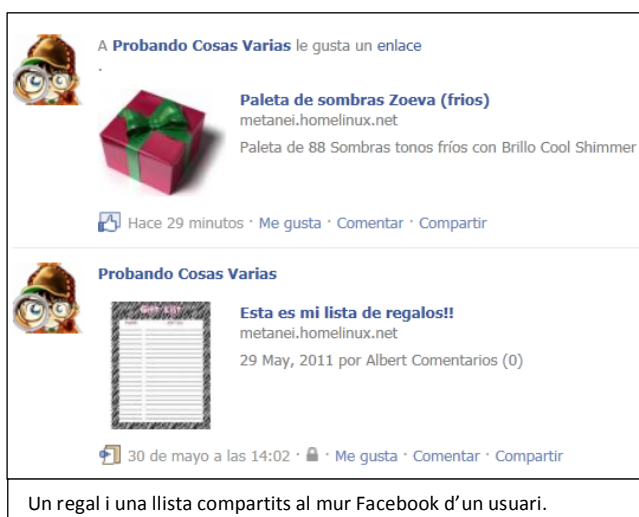 A Probando Cosas Varias le gusta un enlace
.
Paleta de sombras Zoeva (frios)
metanei.homelinux.net
Paleta de 88 Sombras tonos fríos con Brillo Cool Shimmer
Hace 29 minutos · Me gusta · Comentar · Compartir
Probando Cosas Varias
GIFT LIST
Esta es mi lista de regalos!!
metanei.homelinux.net
29 May, 2011 por Albert Comentarios (0)
30 de mayo a las 14:02 · · Me gusta · Comentar · Compartir
Un regal i una llista compartits al mur Facebook d’un usuari.